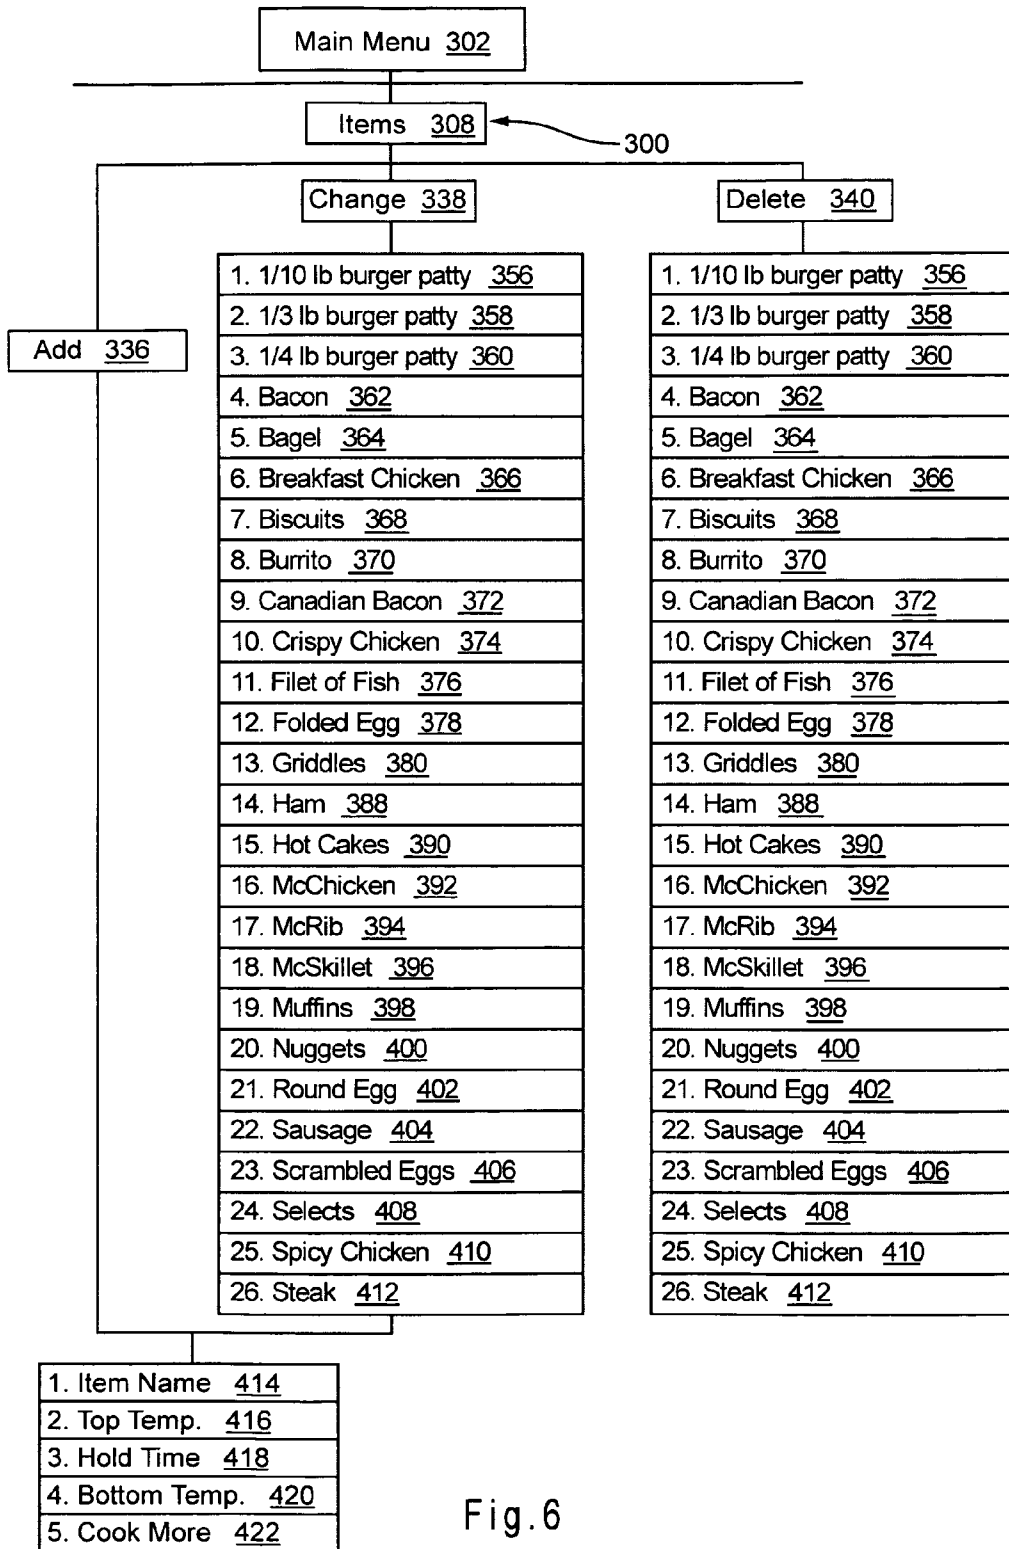 Main Menu 302
Items 308
300
Change 338
Delete 340
Add 336
1. 1/10 lb burger patty 356
2. 1/3 lb burger patty 358
3. 1/4 lb burger patty 360
4. Bacon 362
5. Bagel 364
6. Breakfast Chicken 366
7. Biscuits 368
8. Burrito 370
9. Canadian Bacon 372
10. Crispy Chicken 374
11. Filet of Fish 376
12. Folded Egg 378
13. Griddles 380
14. Ham 388
15. Hot Cakes 390
16. McChicken 392
17. McRib 394
18. McSkillet 396
19. Muffins 398
20. Nuggets 400
21. Round Egg 402
22. Sausage 404
23. Scrambled Eggs 406
24. Selects 408
25. Spicy Chicken 410
26. Steak 412
1. 1/10 lb burger patty 356
2. 1/3 lb burger patty 358
3. 1/4 lb burger patty 360
4. Bacon 362
5. Bagel 364
6. Breakfast Chicken 366
7. Biscuits 368
8. Burrito 370
9. Canadian Bacon 372
10. Crispy Chicken 374
11. Filet of Fish 376
12. Folded Egg 378
13. Griddles 380
14. Ham 388
15. Hot Cakes 390
16. McChicken 392
17. McRib 394
18. McSkillet 396
19. Muffins 398
20. Nuggets 400
21. Round Egg 402
22. Sausage 404
23. Scrambled Eggs 406
24. Selects 408
25. Spicy Chicken 410
26. Steak 412
1. Item Name 414
2. Top Temp. 416
3. Hold Time 418
4. Bottom Temp. 420
5. Cook More 422
Fig.6